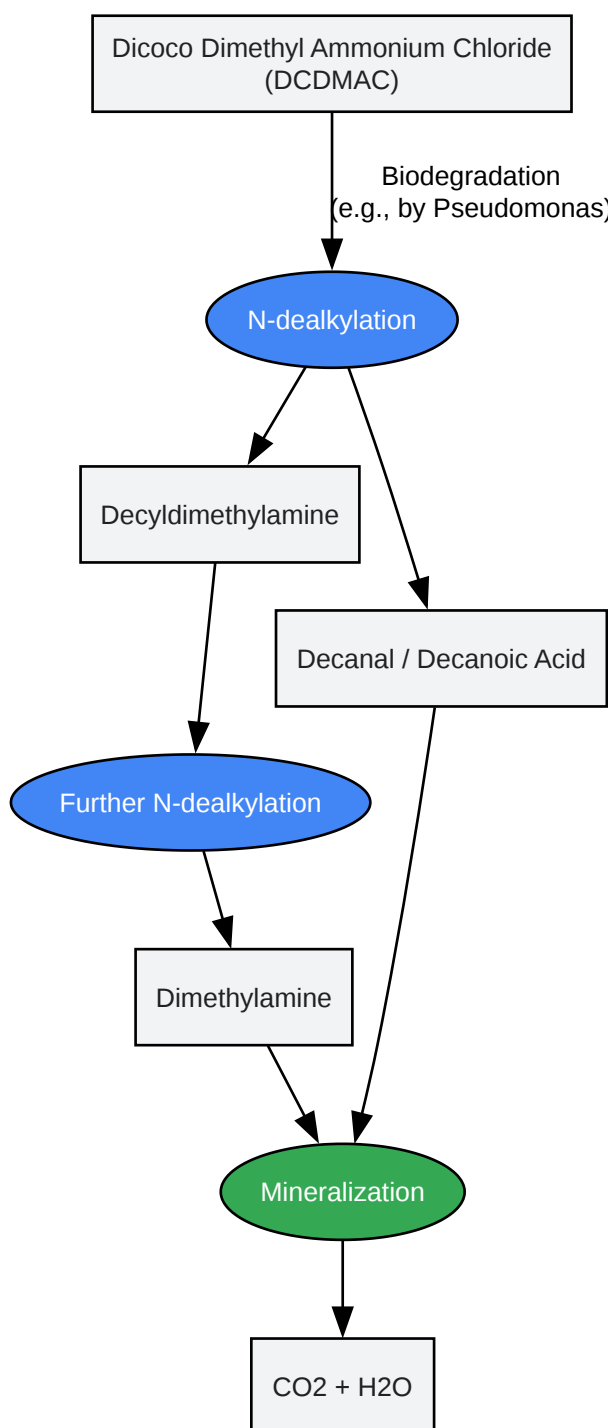 Dicoco Dimethyl Ammonium Chloride
(DCDMAC)
Biodegradation
(e.g., by Pseudomonas)
N-dealkylation
Decyldimethylamine
Decanal / Decanoic Acid
Further N-dealkylation
Dimethylamine
Mineralization
CO2 + H2O